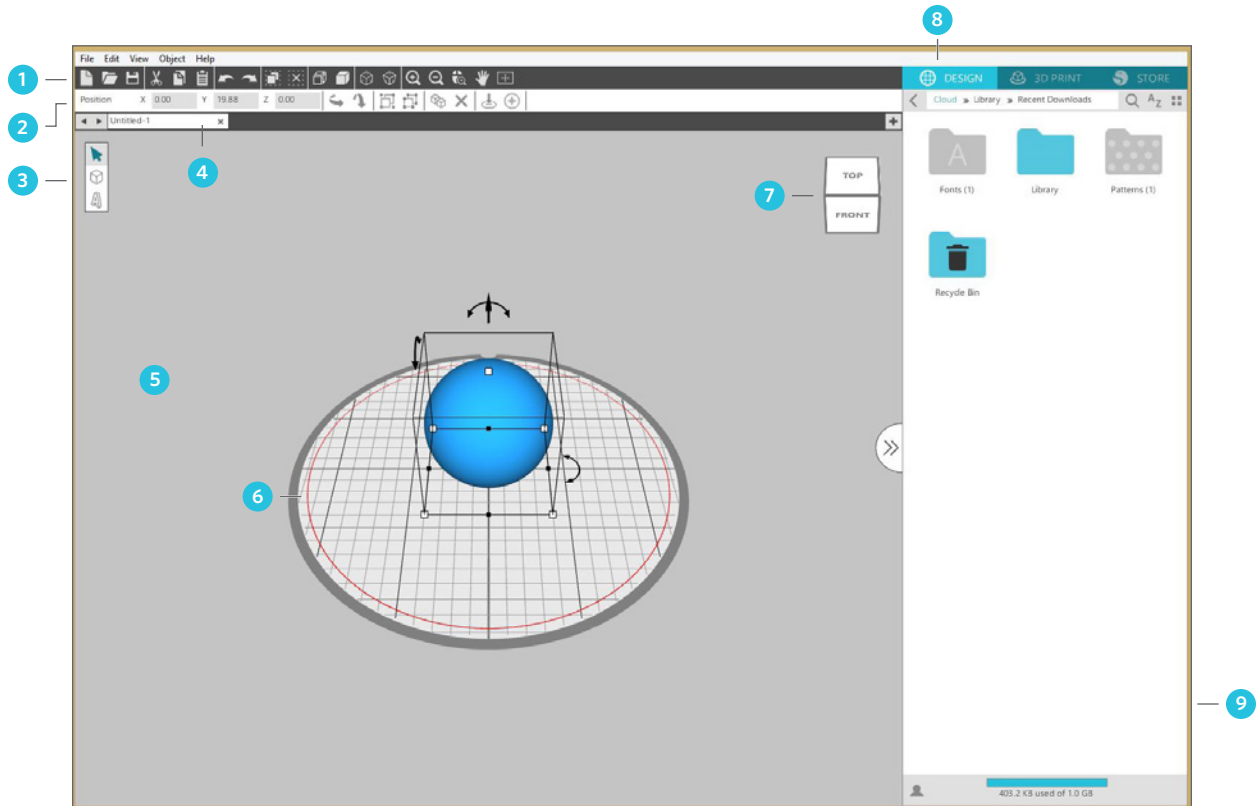 8
File Edit View Object Help
1
DESIGN 3D PRINT STORE
Position X 0.00 Y 19.88 Z 0.00
Cloud » Library » Recent Downloads
AZ
2
Untitled-1
3
4
TOP
7
FRONT
A
Fonts (1) Library Patterns (1)
Recycle Bin
5
6
9
403.2 KB used of 1.0 GB